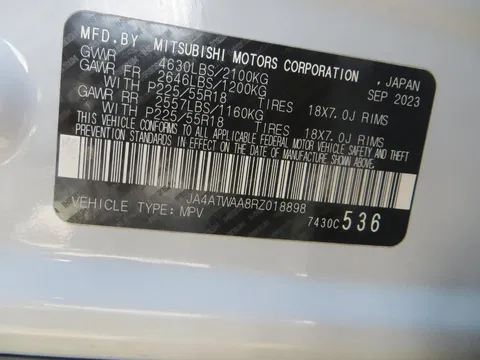 MFD.BY MITSUBISHI MOTORS CORPORATION , JAPAN
GVWR 4630LBS/2100KG SEP 2023
GAWR FR 2646LBS/1200KG
WITH P225/55R18 TIRES 18X7.0J RIMS
GAWR RR 2557LBS/1160KG
WITH P225/55R18 TIRES 18X7.0J RIMS
THIS VEHICLE CONFORMS TO ALL APPLICABLE FEDERAL MOTOR VEHICLE SAFETY AND THEFT
PREVENTION STANDARDS IN EFFECT ON THE DATE OF MANUFACTURE SHOWN ABOVE.
JA4ATWAA8RZ018898
VEHICLE TYPE: MPV 7430C 536